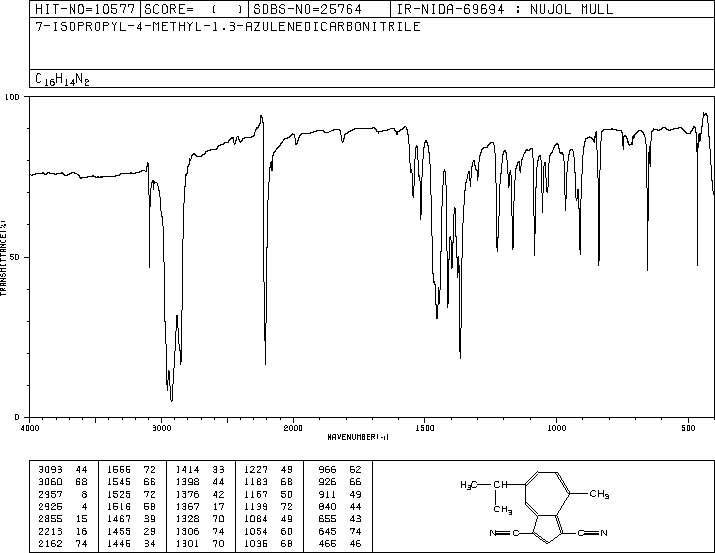 HIT-NO=10577 SCORE= ( ) SDBS-NO=25764 IR-NIDA-69694 : NUJOL MULL
7-ISOPROPYL-4-METHYL-1,3-AZULENEDICARBONITRILE
C16H14N2
100
50
0
TRANSMITTANCE(%)
4000 3000 2000 1500 1000 500
WAVENUMBER(-1)
3093 44 1566 72 1414 33 1227 49 966 62
3060 68 1545 66 1398 44 1183 68 926 66
2957 8 1525 72 1376 42 1167 50 911 49
2925 4 1516 58 1367 17 1139 72 840 44
2855 15 1467 39 1328 70 1084 49 655 43
2213 16 1455 29 1306 74 1054 60 645 74
2162 74 1446 34 1301 70 1036 68 466 46
H3C CH
CH3
CH3
N C C N